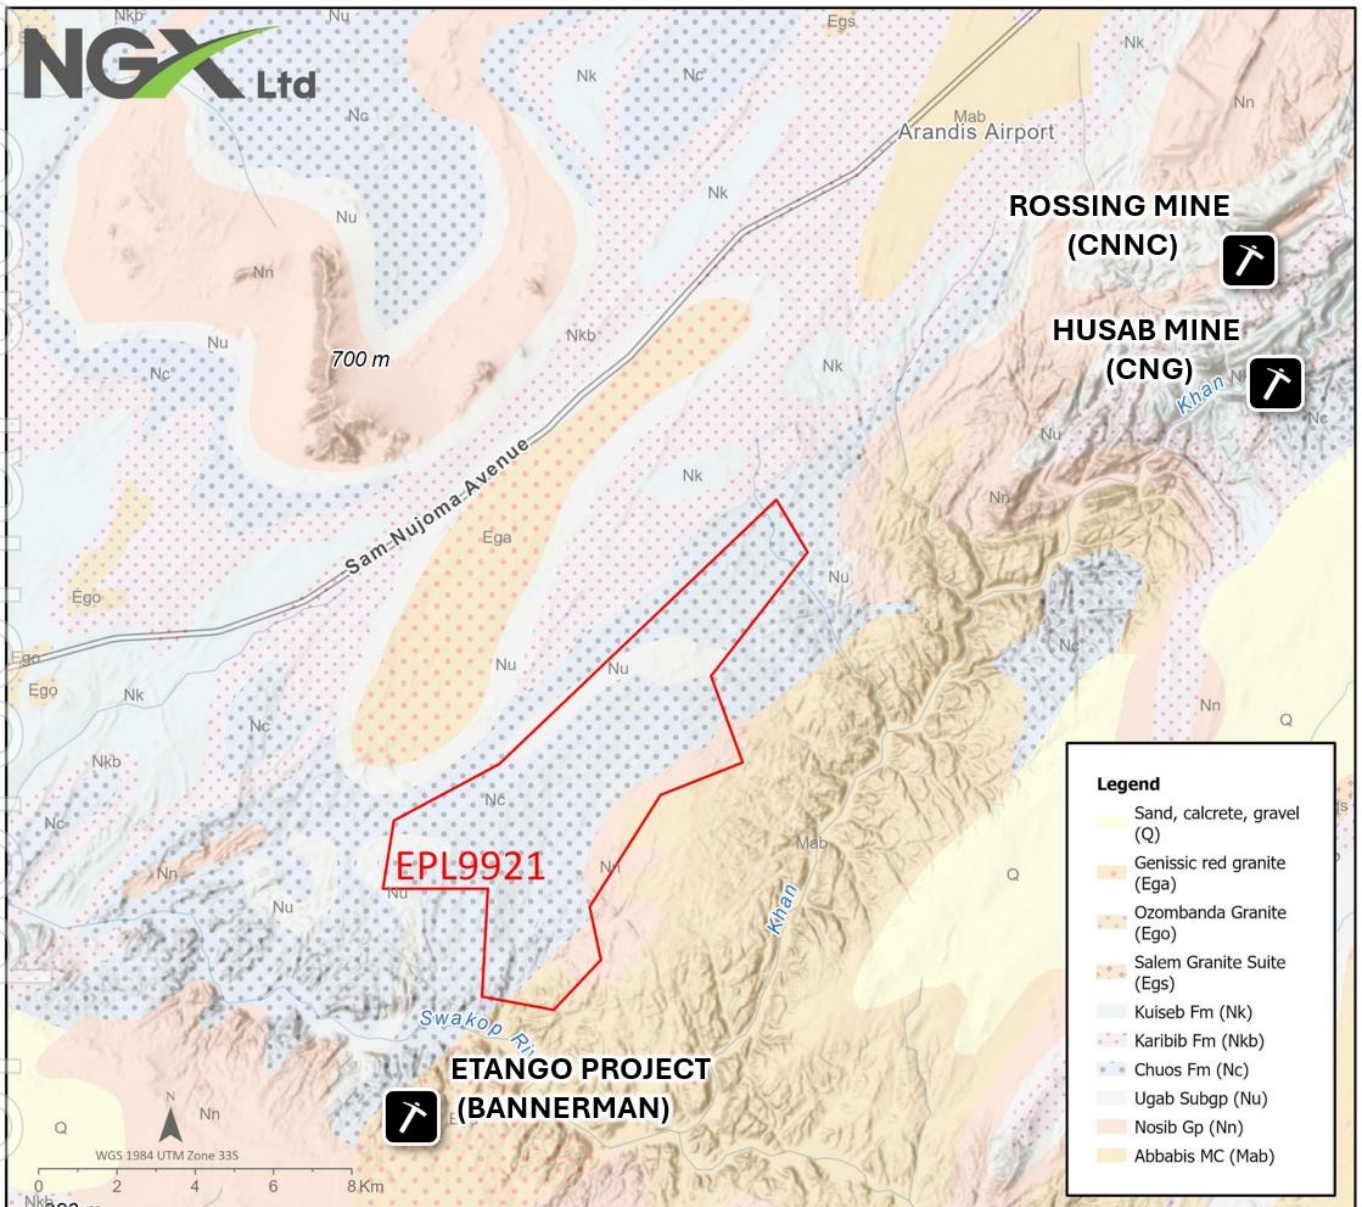 NGX Ltd
Nkb
Nu
Egs
Nk
Nk
Nc
Nc
Nn
Mab
Arandis Airport
Nk
ROSSING MINE
(CNNC)
Nu
Nn
Nkb
HUSAB MINE
(CNG)
Nu
700 m
Nk
Nc
Khan
Nc
Nu
Nk
Nn
Sam Nujoma Avenue
Ega
Nu
Ego
Nc
Ego
Nu
Nu
Ego
Nk
Nn
Q
Nc
Nkb
Nc
Nc
Mab
EPL9921
Nn
Nn
Q
Nu
Nu
Khan
Swakop Riv
ETANGO PROJECT
(BANNERMAN)
Nn
Q
N
WGS 1984 UTM Zone 33S
0 2 4 6 8 Km
Nkb
Legend
Sand, calcrete, gravel
(Q)
Genissic red granite
(Ega)
Ozombanda Granite
(Ego)
Salem Granite Suite
(Egs)
Kuiseb Fm (Nk)
Karibib Fm (Nkb)
Chuos Fm (Nc)
Ugab Subgp (Nu)
Nosib Gp (Nn)
Abbabis MC (Mab)